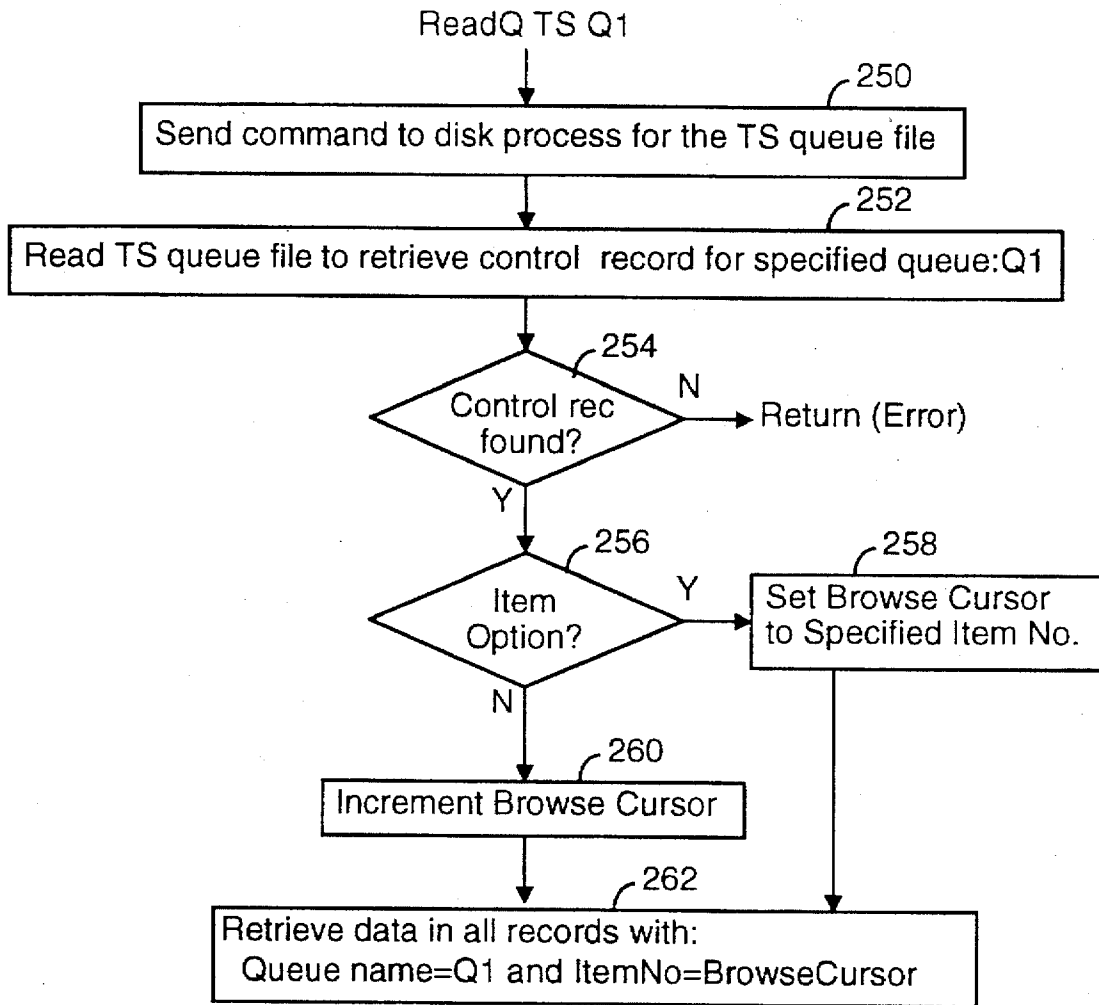 ReadQ TS Q1
250
Send command to disk process for the TS queue file
252
Read TS queue file to retrieve control record for specified queue:Q1
254
Control rec
found?
N
Return (Error)
Y
256
Item
Option?
Y
258
Set Browse Cursor
to Specified Item No.
N
260
Increment Browse Cursor
262
Retrieve data in all records with:
Queue name=Q1 and ItemNo=BrowseCursor